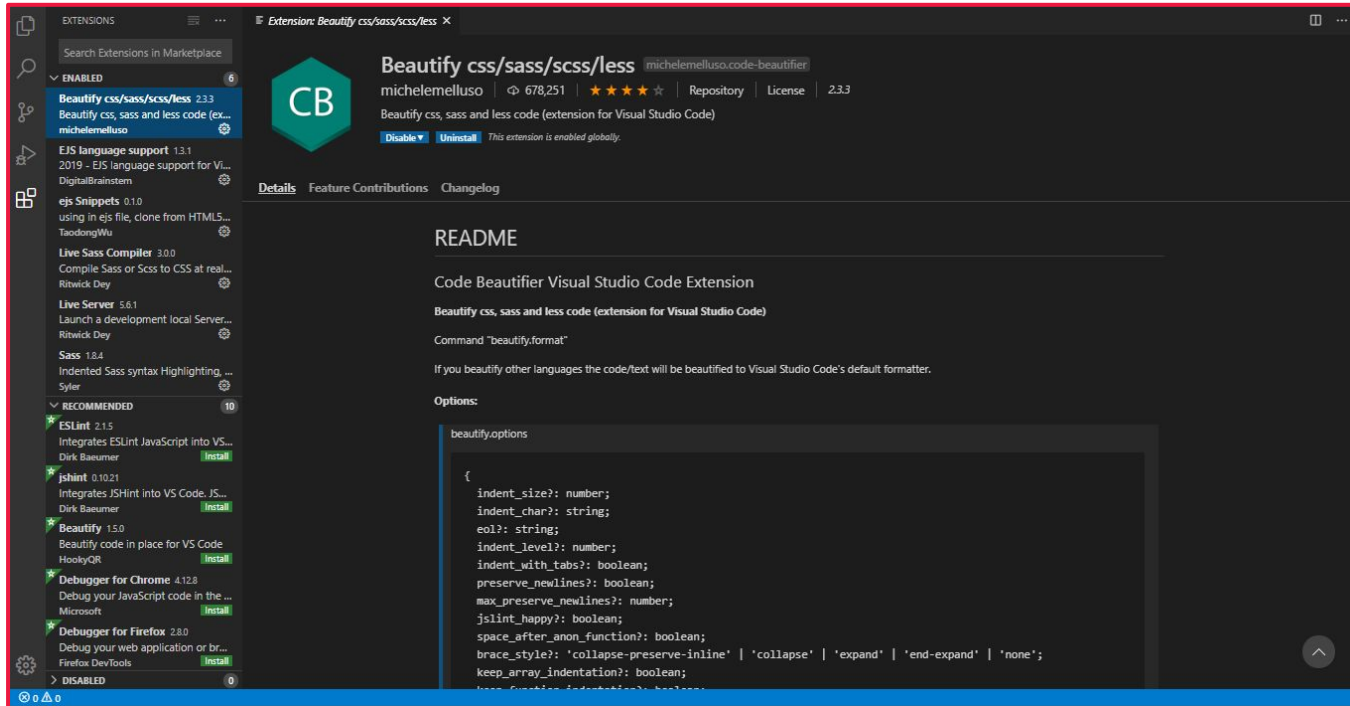 EXTENSIONS
Search Extensions in Marketplace
ENABLED 6
Beautify css/sass/scss/less 2.3.3
Beautify css, sass and less code (ex...
michelemelluso
EJS language support 1.3.1
2019 - EJS language support for Vi...
DigitalBrainstem
ejs Snippets 0.1.0
using in ejs file, clone from HTML5...
TaodongWu
Live Sass Compiler 3.0.0
Compile Sass or Scss to CSS at real...
Ritwick Dey
Live Server 5.6.1
Launch a development local Server...
Ritwick Dey
Sass 1.8.4
Indented Sass syntax Highlighting, ...
Syler
RECOMMENDED 10
ESLint 2.1.5
Integrates ESLint JavaScript into VS...
Dirk Baeumer Install
jshint 0.10.21
Integrates JSHint into VS Code. JS...
Dirk Baeumer Install
Beautify 1.5.0
Beautify code in place for VS Code
HookyQR Install
Debugger for Chrome 4.12.8
Debug your JavaScript code in the ...
Microsoft Install
Debugger for Firefox 2.8.0
Debug your web application or br...
Firefox DevTools Install
DISABLED 0
0 0
Extension: Beautify css/sass/scss/less
CB
Beautify css/sass/scss/less michelemelluso.code-beautifier
michelemelluso 678,251 Repository License 2.3.3
Beautify css, sass and less code (extension for Visual Studio Code)
Disable Uninstall This extension is enabled globally.
Details Feature Contributions Changelog
README
Code Beautifier Visual Studio Code Extension
Beautify css, sass and less code (extension for Visual Studio Code)
Command "beautify.format"
If you beautify other languages the code/text will be beautified to Visual Studio Code's default formatter.
Options:
beautify.options
{
indent_size?: number;
indent_char?: string;
eol?: string;
indent_level?: number;
indent_with_tabs?: boolean;
preserve_newlines?: boolean;
max_preserve_newlines?: number;
jslint_happy?: boolean;
space_after_anon_function?: boolean;
brace_style?: 'collapse-preserve-inline' | 'collapse' | 'expand' | 'end-expand' | 'none';
keep_array_indentation?: boolean;